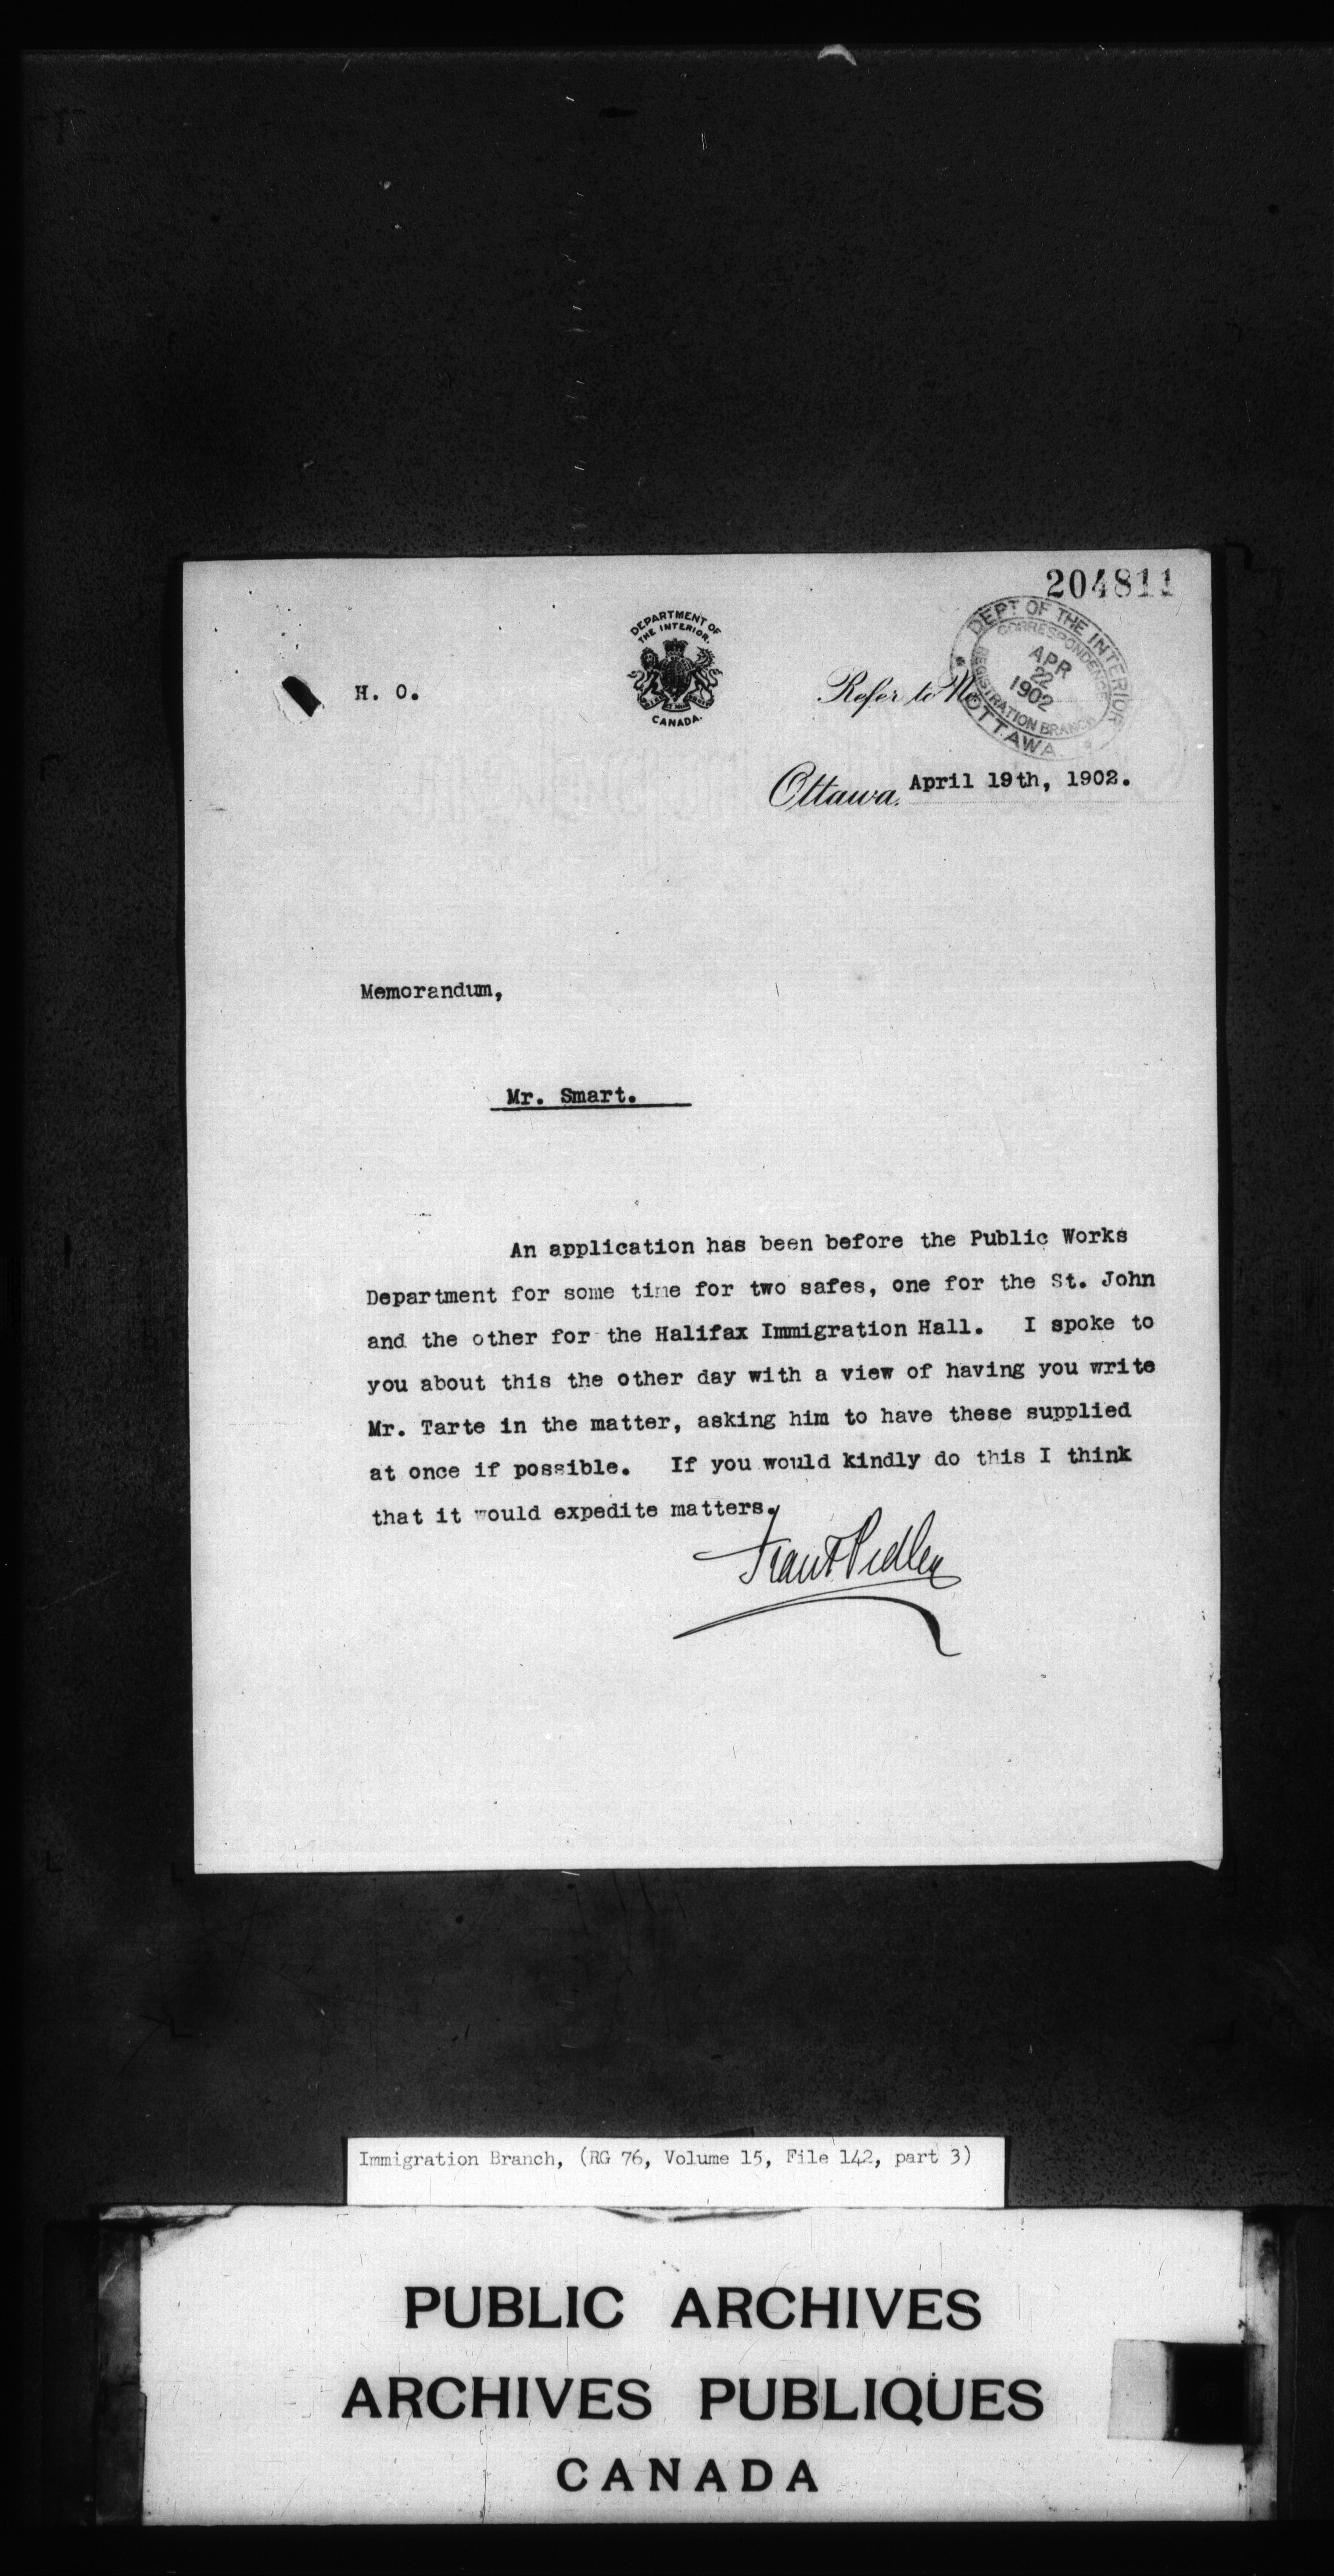 204811
DEPARTMENT OF
THE INTERIOR.
CANADA.
H. O.
Refer to No
DEPT OF THE INTERIOR
CORRESPONDENCE
APR
22
1902
REGISTRATION BRANCH
OTTAWA.
Ottawa, April 19th, 1902.
Memorandum,
Mr. Smart.
An application has been before the Public Works
Department for some time for two safes, one for the St. John
and the other for the Halifax Immigration Hall. I spoke to
you about this the other day with a view of having you write
Mr. Tarte in the matter, asking him to have these supplied
at once if possible. If you would kindly do this I think
that it would expedite matters.
Frank Pedley
Immigration Branch, (RG 76, Volume 15, File 142, part 3)
PUBLIC ARCHIVES
ARCHIVES PUBLIQUES
CANADA